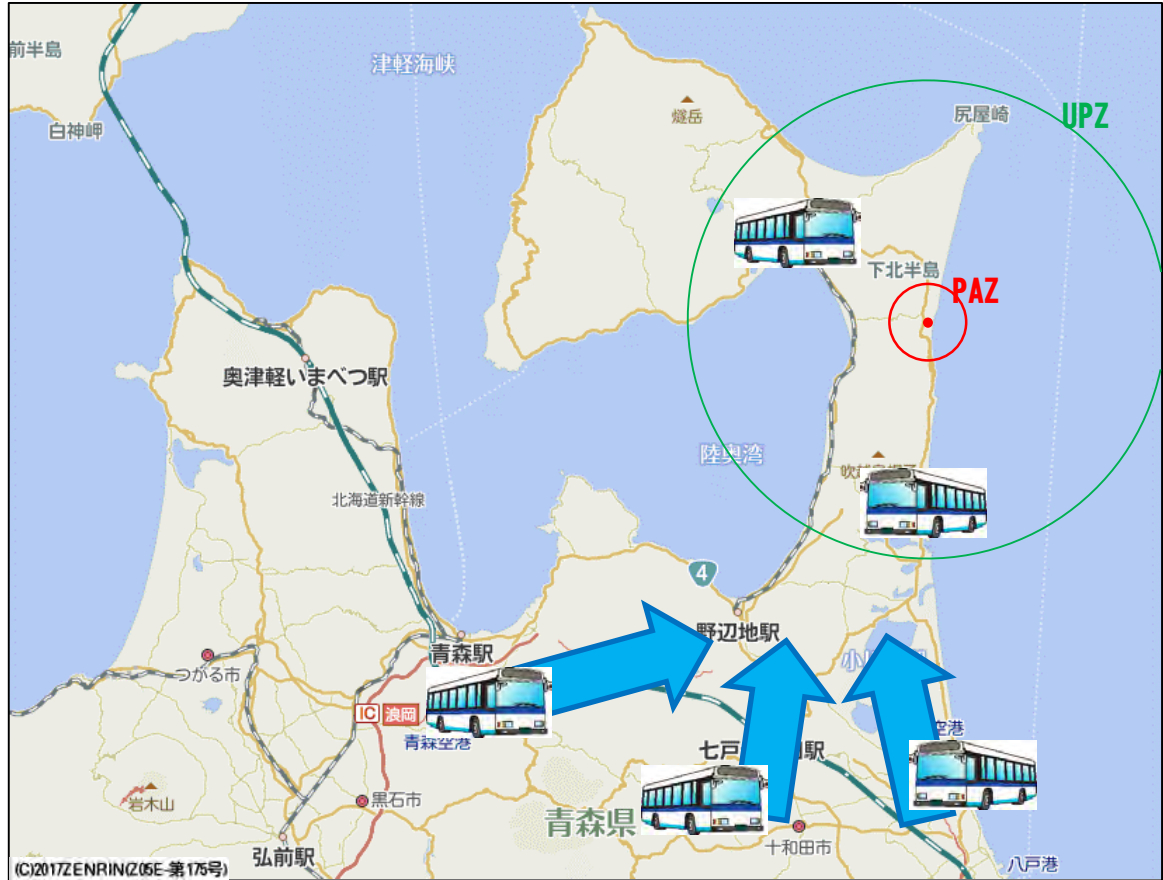 前半島
津軽海峡
白神岬
燧岳
尻屋崎
UPZ
下北半島
PAZ
奥津軽いまべつ駅
陸奥湾
北海道新幹線
4
野辺地駅
青森駅
つがる市
IC 浪岡
青森空港
空港
七戸
駅
岩木山
黒石市
青森県
十和田市
弘前駅
八戸港
(C)2017ZENRIN(Z05E-第175号)